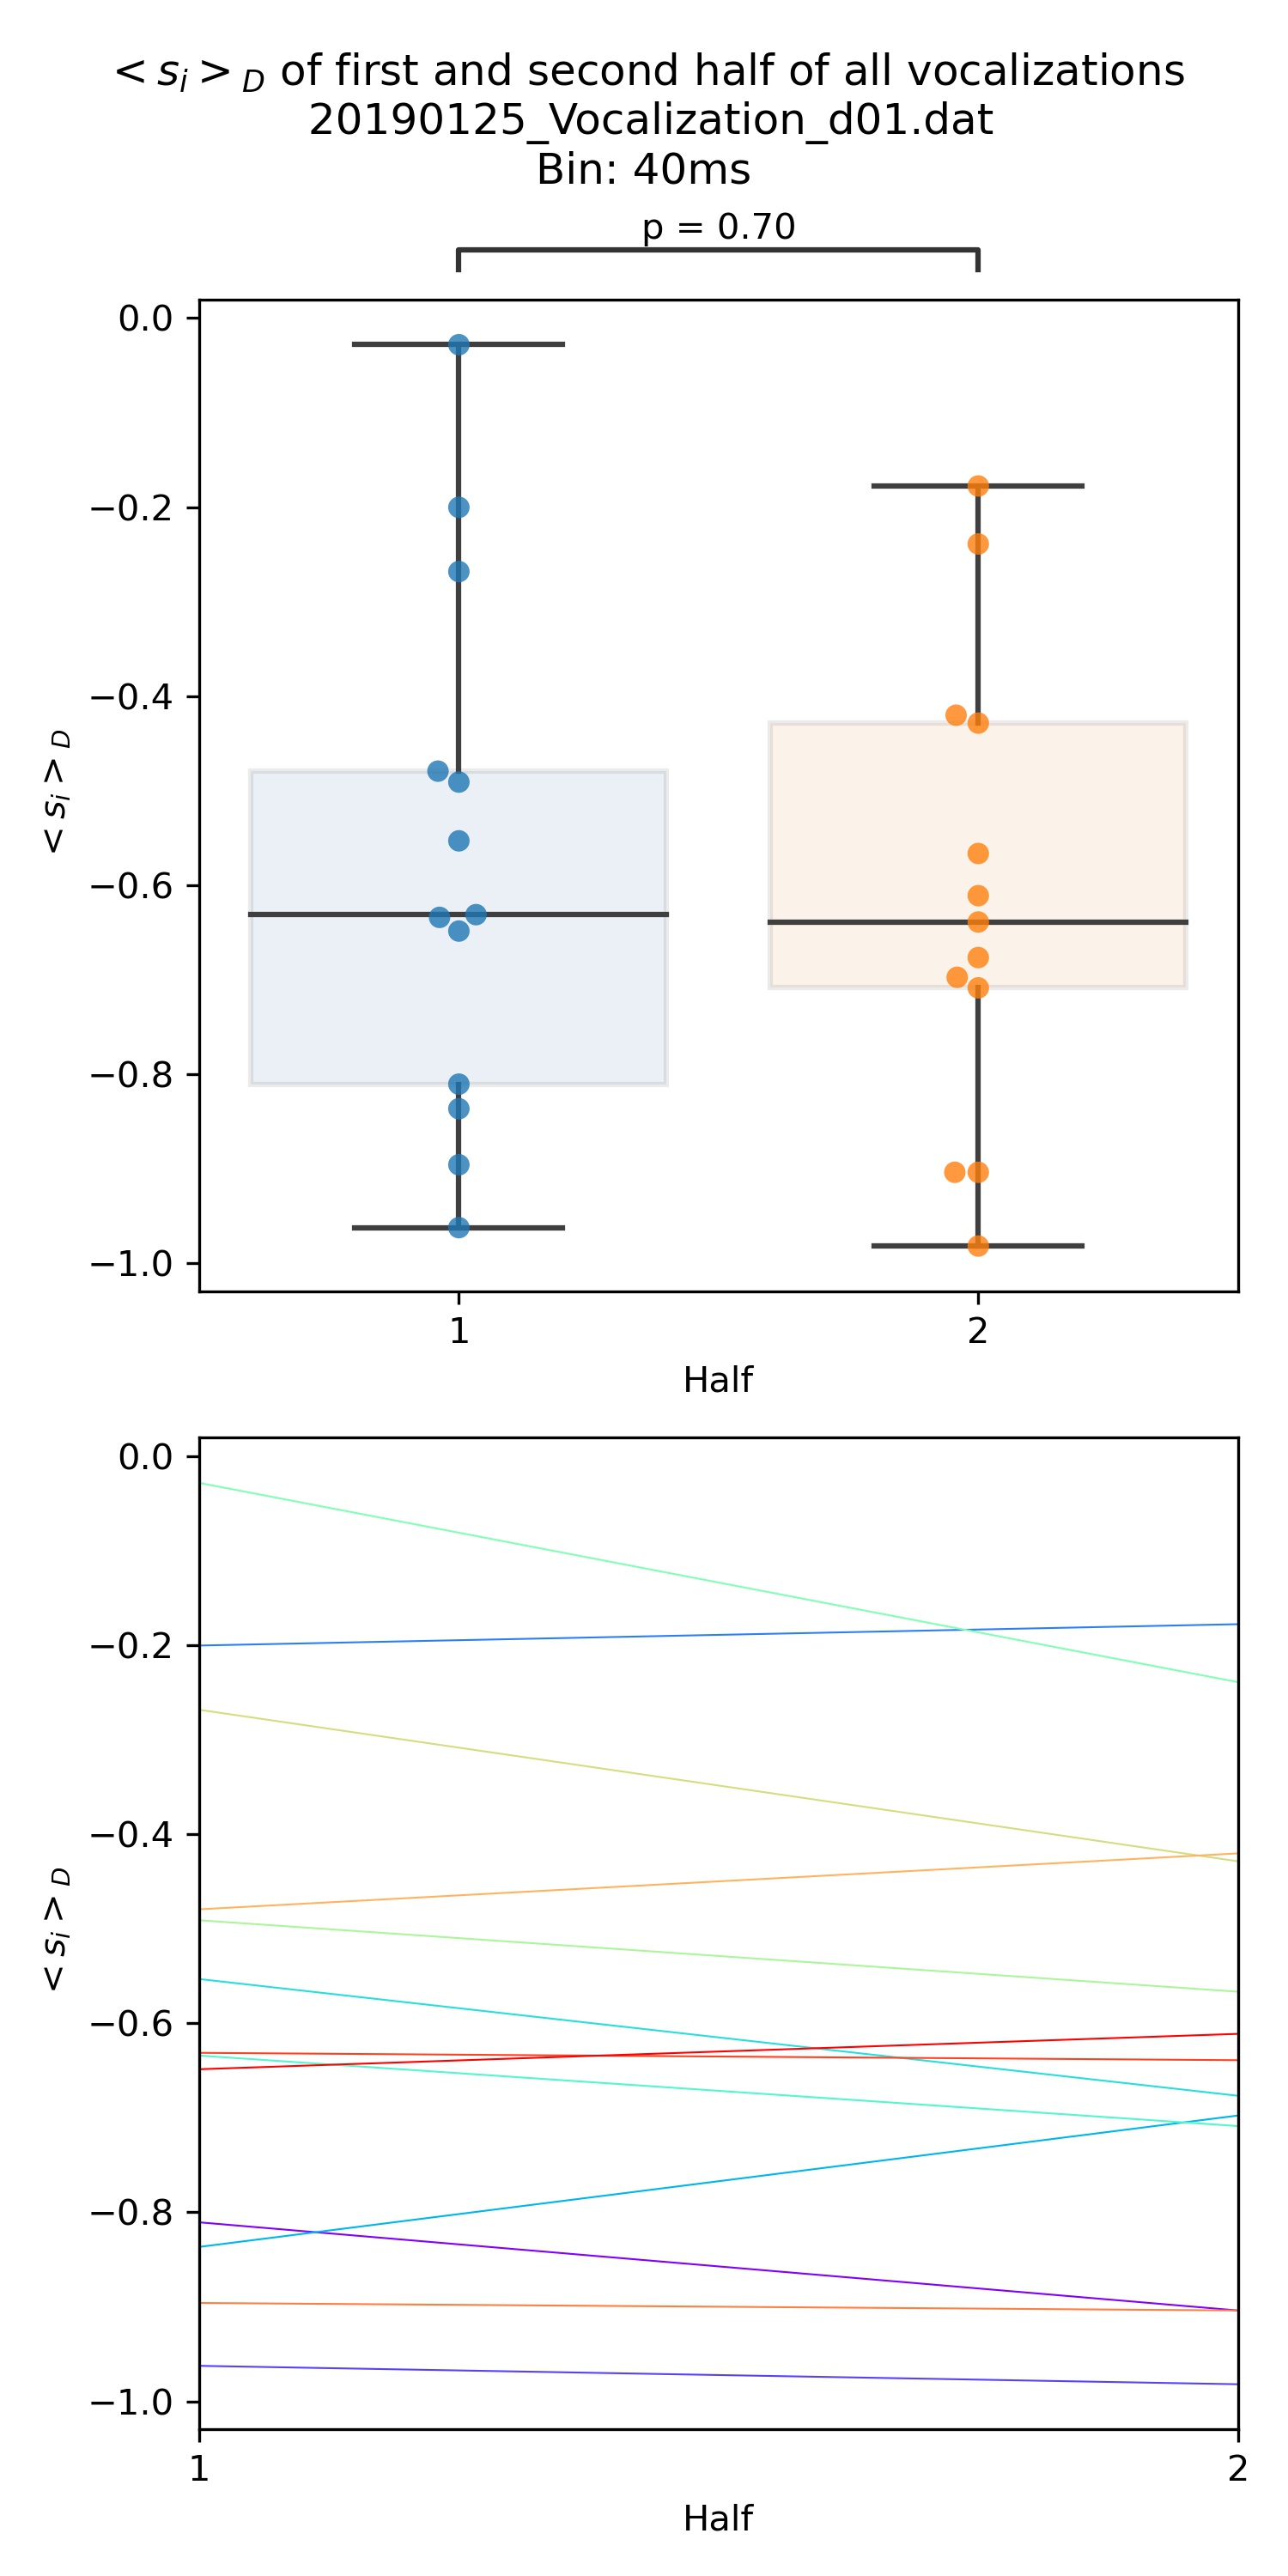 < s_i >_D of first and second half of all vocalizations
20190125_Vocalization_d01.dat
Bin: 40ms
p = 0.70
0.0
−0.2
−0.4
−0.6
−0.8
−1.0
< s_i >_D
1 2
Half
0.0
−0.2
−0.4
−0.6
−0.8
−1.0
< s_i >_D
1 2
Half